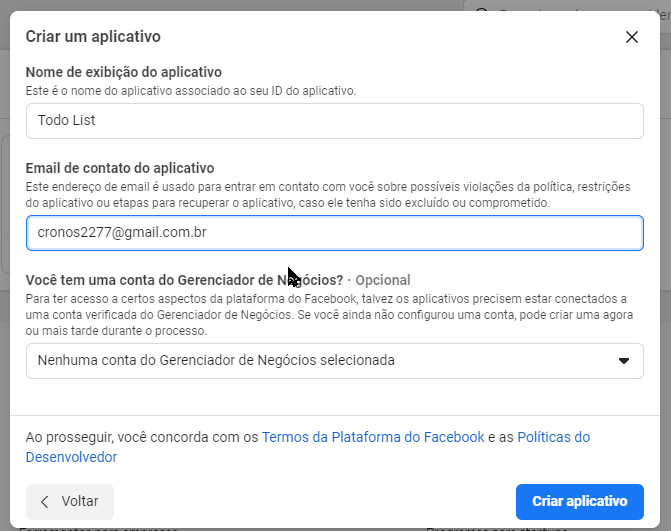 Criar um aplicativo
Nome de exibição do aplicativo
Este é o nome do aplicativo associado ao seu ID do aplicativo.
Todo List
Email de contato do aplicativo
Este endereço de email é usado para entrar em contato com você sobre possíveis violações da política, restrições
do aplicativo ou etapas para recuperar o aplicativo, caso ele tenha sido excluído ou comprometido.
cronos2277@gmail.com.br
Você tem uma conta do Gerenciador de Negócios? · Opcional
Para ter acesso a certos aspectos da plataforma do Facebook, talvez os aplicativos precisem estar conectados a
uma conta verificada do Gerenciador de Negócios. Se você ainda não configurou uma conta, pode criar uma agora
ou mais tarde durante o processo.
Nenhuma conta do Gerenciador de Negócios selecionada
Ao prosseguir, você concorda com os Termos da Plataforma do Facebook e as Políticas do
Desenvolvedor
Voltar
Criar aplicativo